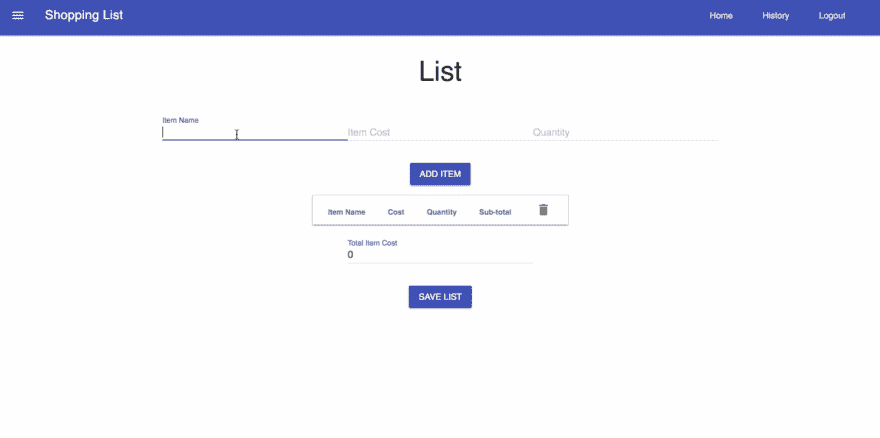 Shopping List Home History Logout
List
Item Name
Item Cost Quantity
ADD ITEM
Item Name Cost Quantity Sub-total
Total Item Cost
0
SAVE LIST